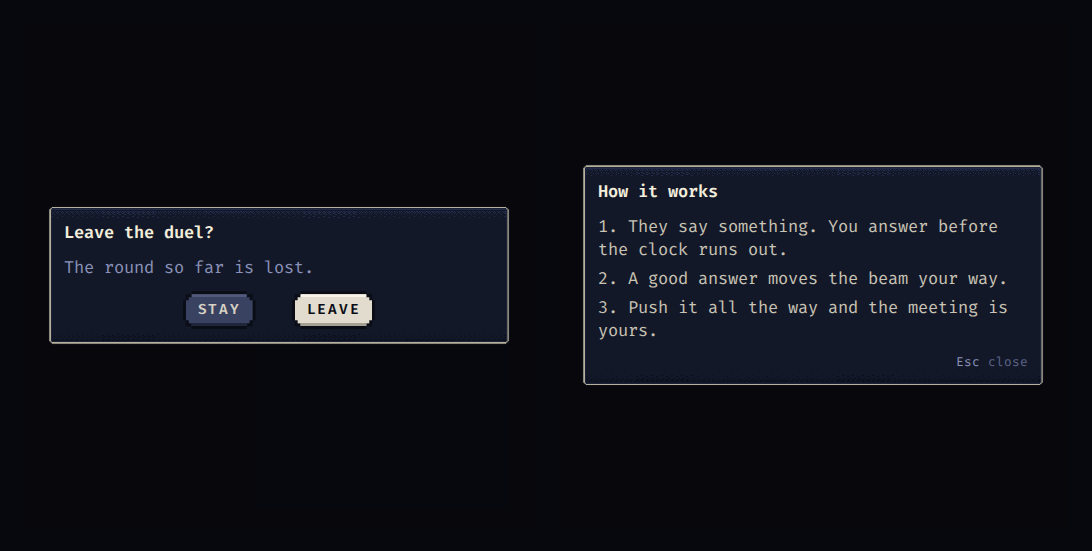 Leave the duel?
The round so far is lost.
STAY LEAVE
How it works
1. They say something. You answer before
the clock runs out.
2. A good answer moves the beam your way.
3. Push it all the way and the meeting is
yours.
Esc close